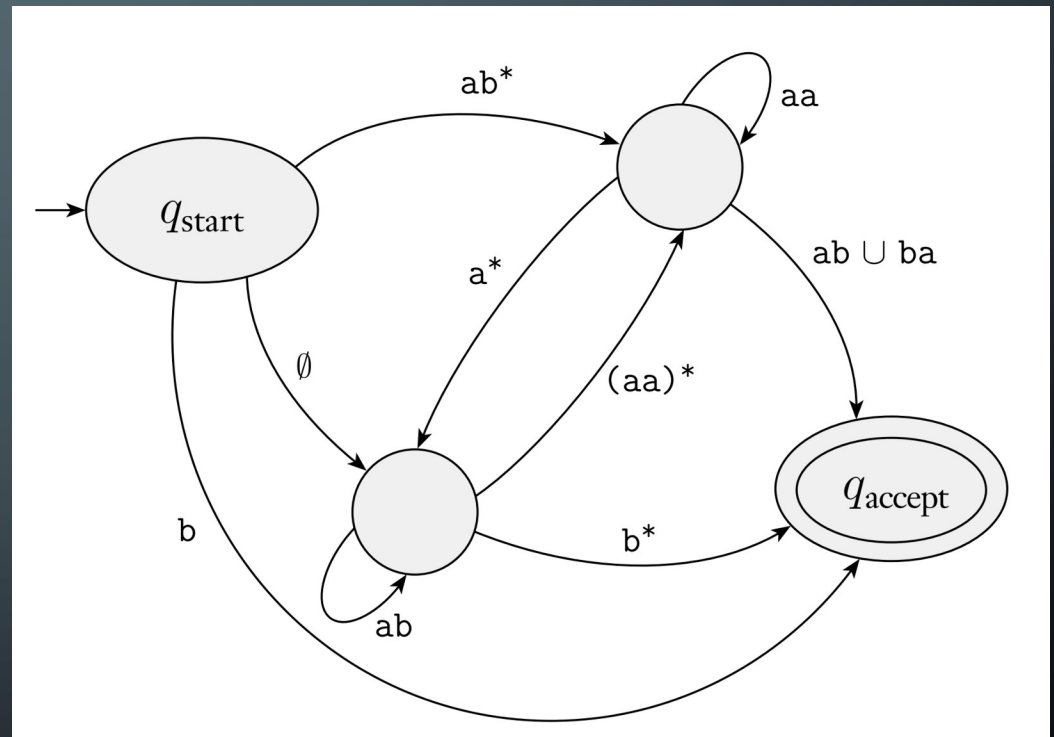 ab*
aa
q_start
ab ∪ ba
a*
∅
(aa)*
q_accept
b
b*
ab